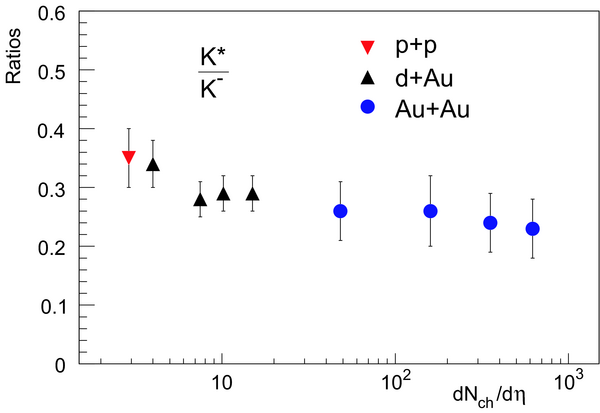 0.6
0.5
0.4
0.3
0.2
0.1
0
Ratios
K*
K⁻
p+p
d+Au
Au+Au
10
10²
10³
dN_ch/dη